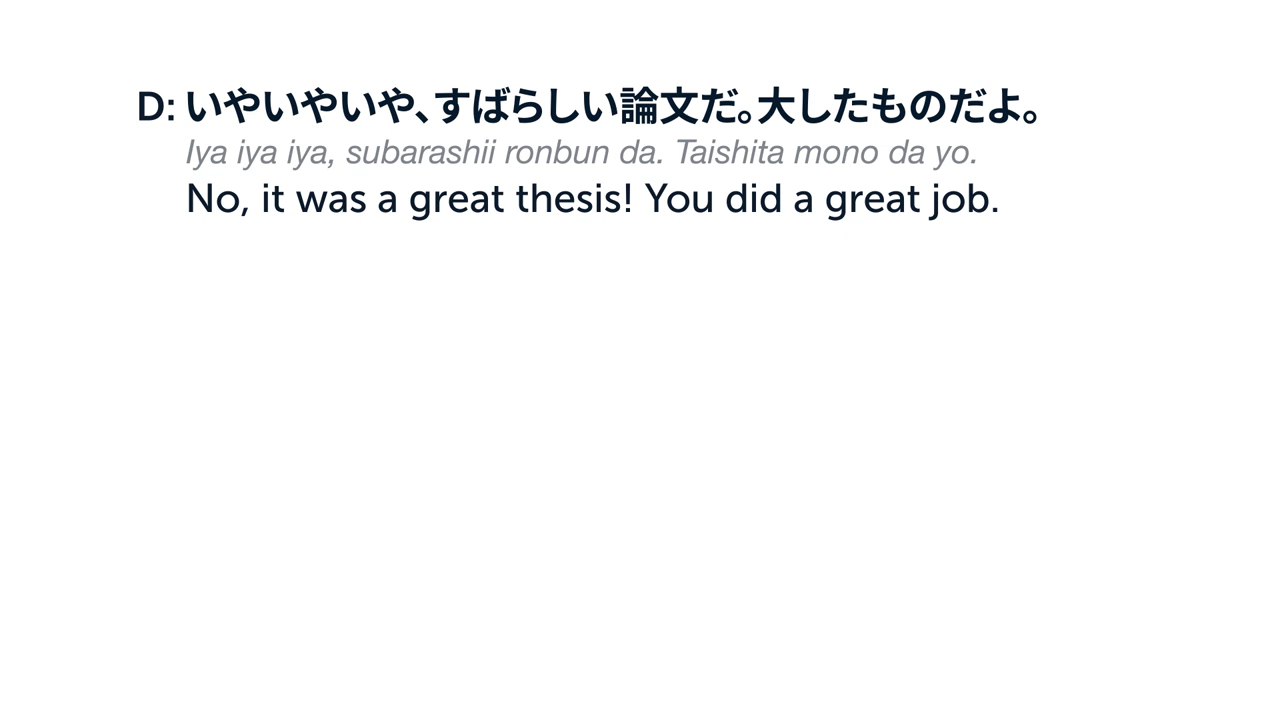 D: いやいやいや、すばらしい論文だ。大したものだよ。
Iya iya iya, subarashii ronbun da. Taishita mono da yo.
No, it was a great thesis! You did a great job.